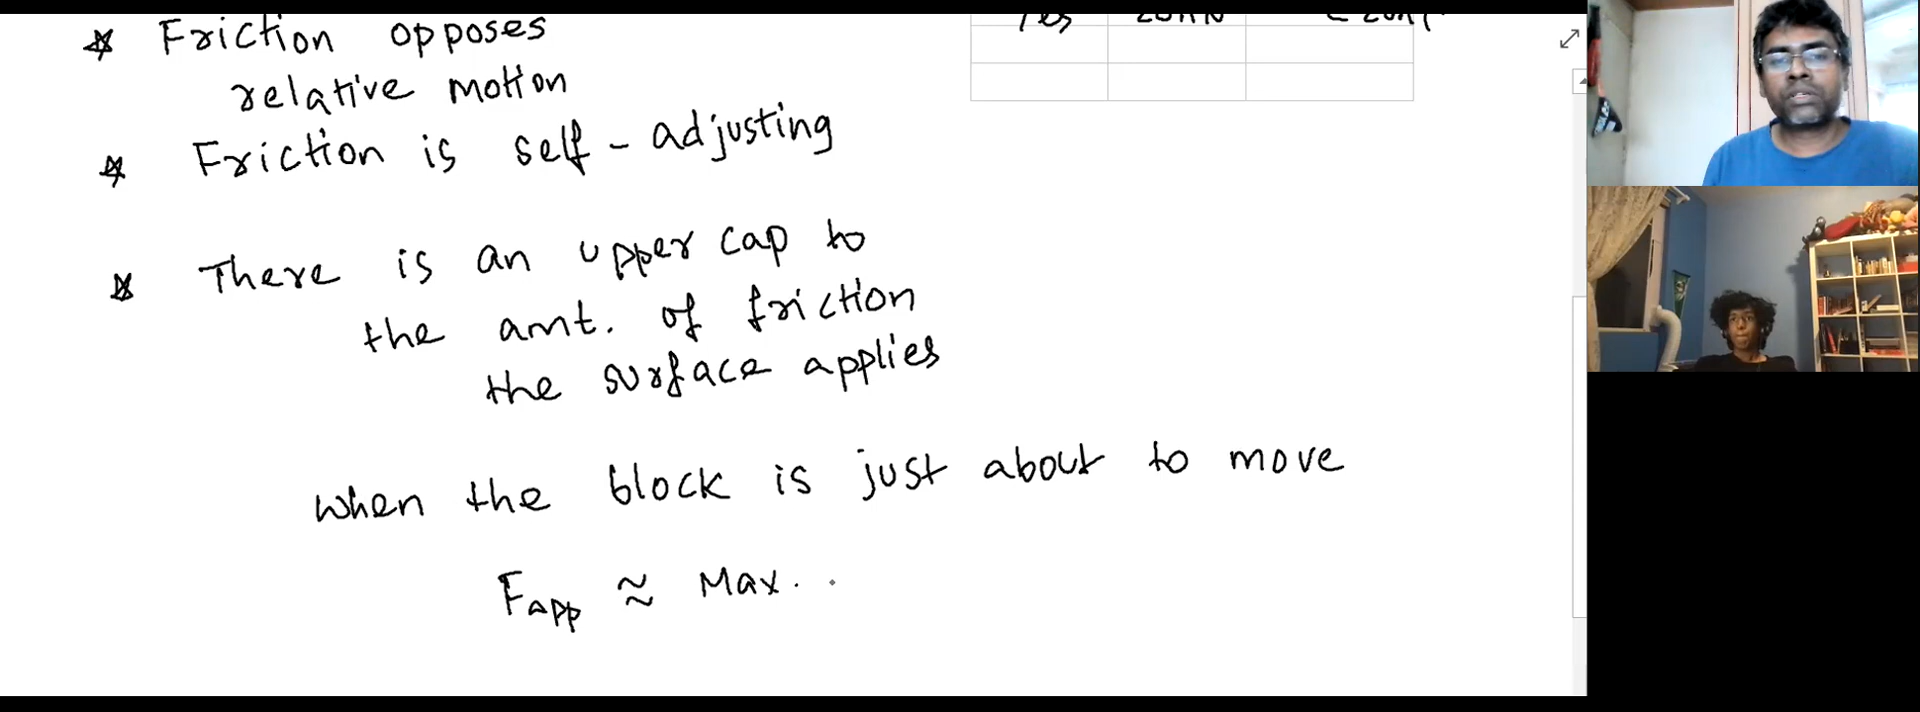 ☆ Friction opposes
relative motion
☆ Friction is self - adjusting
☆ There is an upper cap to
the amt. of friction
the surface applies
when the block is just about to move
Fapp ≈ Max.